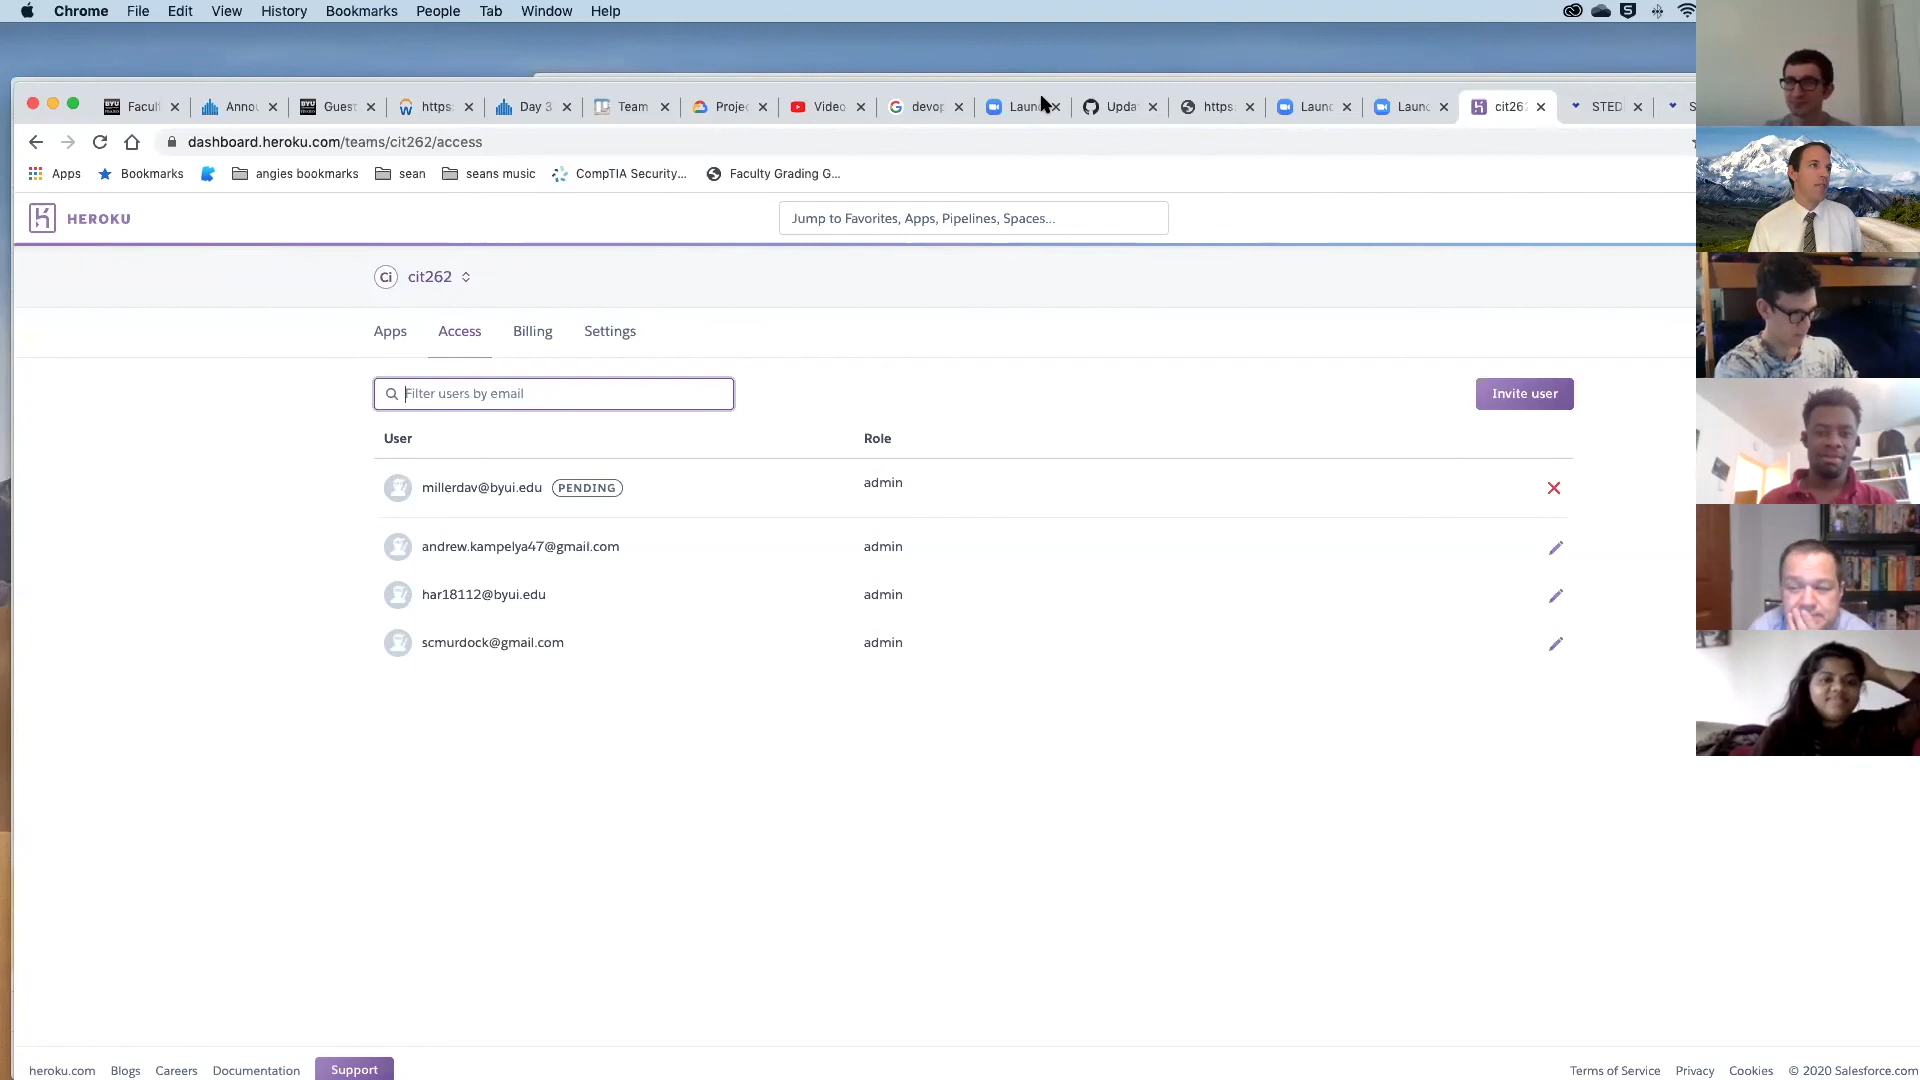 Chrome File Edit View History Bookmarks People Tab Window Help
Facul Annou Guest https: Day 3 Team Projec Video devop Laun Upda https: Launc Launc cit262 STED S
dashboard.heroku.com/teams/cit262/access
Apps Bookmarks angies bookmarks sean seans music CompTIA Security... Faculty Grading G...
HEROKU
Jump to Favorites, Apps, Pipelines, Spaces...
Ci cit262
Apps Access Billing Settings
Filter users by email
Invite user
User Role
millerdav@byui.edu PENDING admin
andrew.kampelya47@gmail.com admin
har18112@byui.edu admin
scmurdock@gmail.com admin
heroku.com Blogs Careers Documentation Support Terms of Service Privacy Cookies © 2020 Salesforce.com